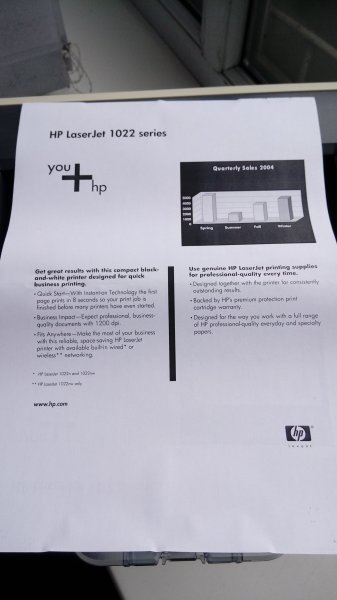 HP LaserJet 1022 series
you
+
hp
Quarterly Sales 2004
5000
4000
3000
2000
1000
0
Spring Summer Fall Winter
Get great results with this compact black-
and-white printer designed for quick
business printing.
• Quick Start—With Instant-on Technology the first
page prints in 8 seconds so your print job is
finished before many printers have even started.
• Business Impact—Expect professional, business-
quality documents with 1200 dpi.
• Fits Anywhere—Make the most of your business
with this reliable, space-saving HP LaserJet
printer with available built-in wired* or
wireless** networking.
* HP LaserJet 1022n and 1022nw
** HP LaserJet 1022nw only
www.hp.com
Use genuine HP LaserJet printing supplies
for professional-quality every time.
• Designed together with the printer for consistently
outstanding results.
• Backed by HP's premium protection print
cartridge warranty.
• Designed for the way you work with a full range
of HP professional-quality everyday and specialty
papers.
hp
invent